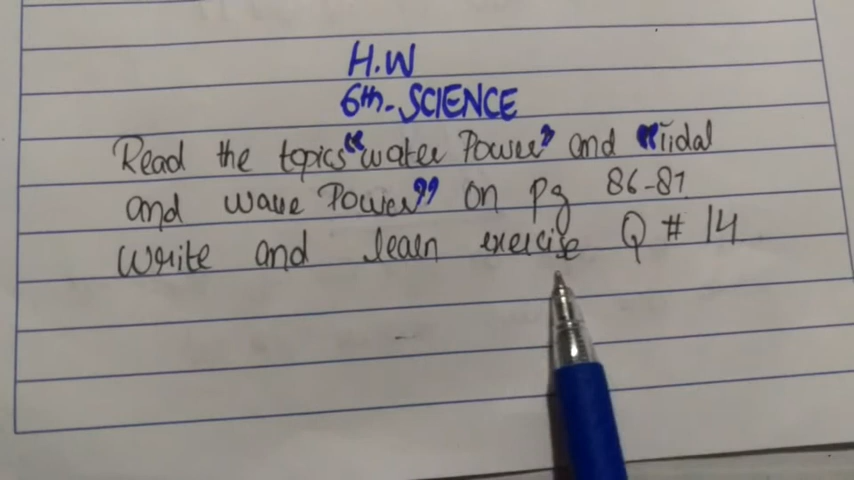 H.W
6th-SCIENCE
Read the topics "water Power" and "Tidal
and wave Power" on pg 86-87
Write and learn exercise Q # 14